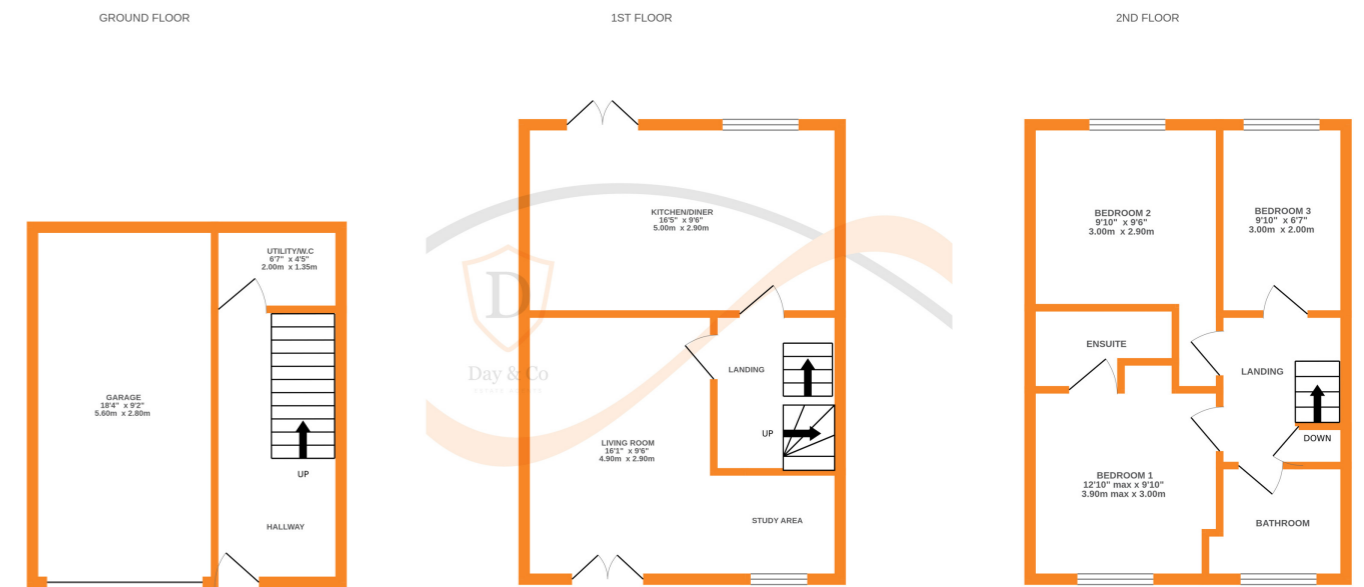 GROUND FLOOR
1ST FLOOR
2ND FLOOR
UTILITY/W.C
6'7" x 4'5"
2.00m x 1.35m
GARAGE
18'4" x 9'2"
5.60m x 2.80m
UP
HALLWAY
KITCHEN/DINER
16'5" x 9'6"
5.00m x 2.90m
D
Day & Co
LANDING
UP
LIVING ROOM
16'1" x 9'6"
4.90m x 2.90m
STUDY AREA
BEDROOM 2
9'10" x 9'6"
3.00m x 2.90m
BEDROOM 3
9'10" x 6'7"
3.00m x 2.00m
ENSUITE
LANDING
DOWN
BEDROOM 1
12'10" max x 9'10"
3.90m max x 3.00m
BATHROOM